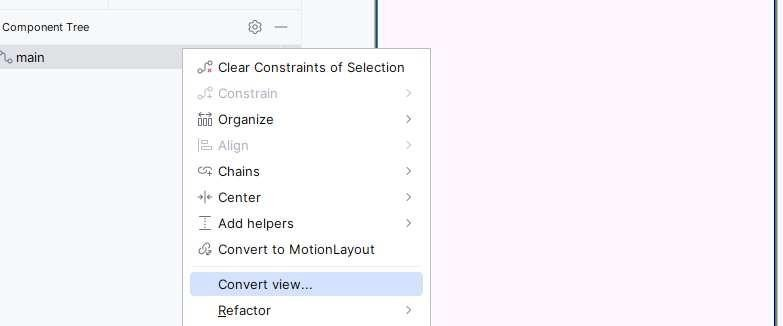 Component Tree
main
Clear Constraints of Selection
Constrain
Organize
Align
Chains
Center
Add helpers
Convert to MotionLayout
Convert view...
Refactor